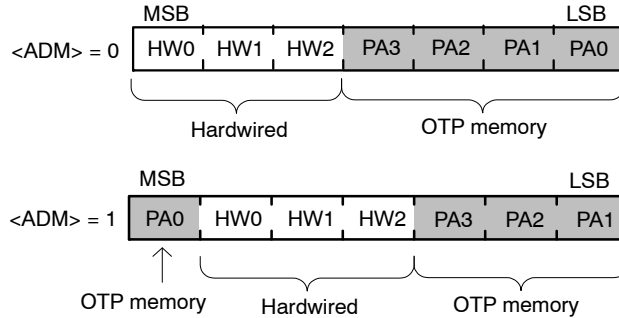 MSB LSB
<ADM> = 0 HW0 HW1 HW2 PA3 PA2 PA1 PA0
Hardwired OTP memory
MSB LSB
<ADM> = 1 PA0 HW0 HW1 HW2 PA3 PA2 PA1
OTP memory Hardwired OTP memory